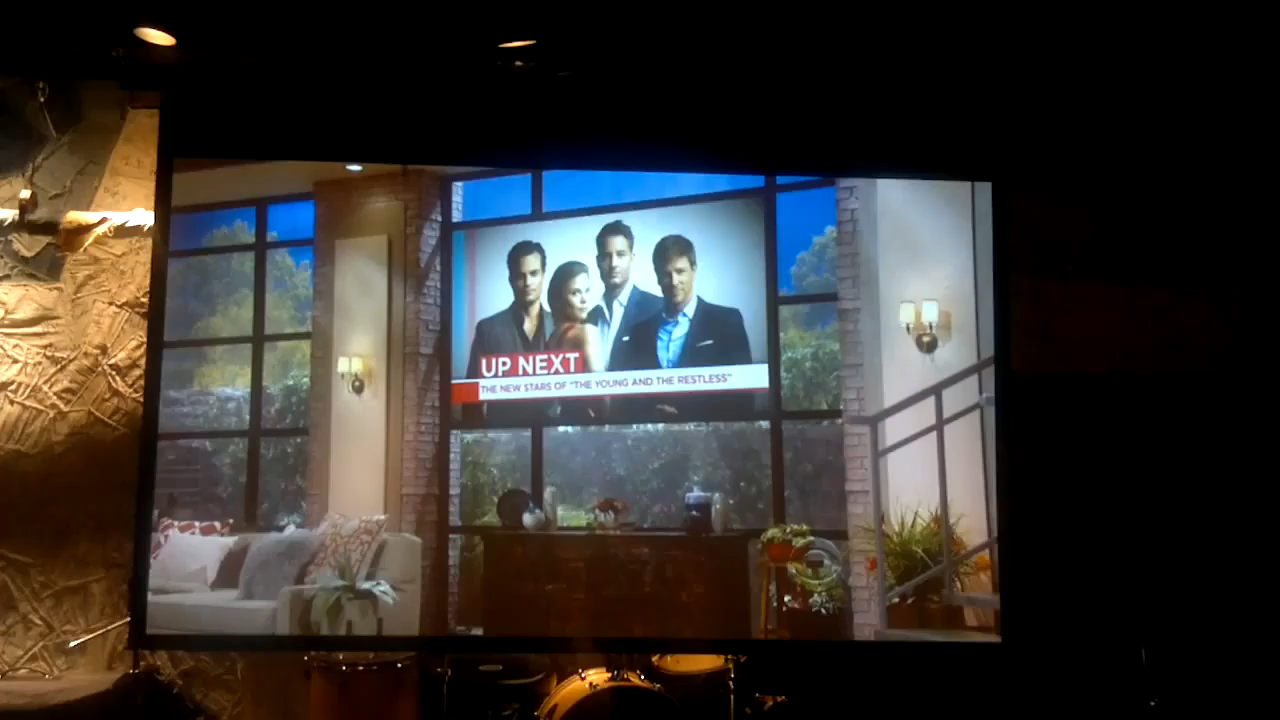 UP NEXT
THE NEW STARS OF "THE YOUNG AND THE RESTLESS"